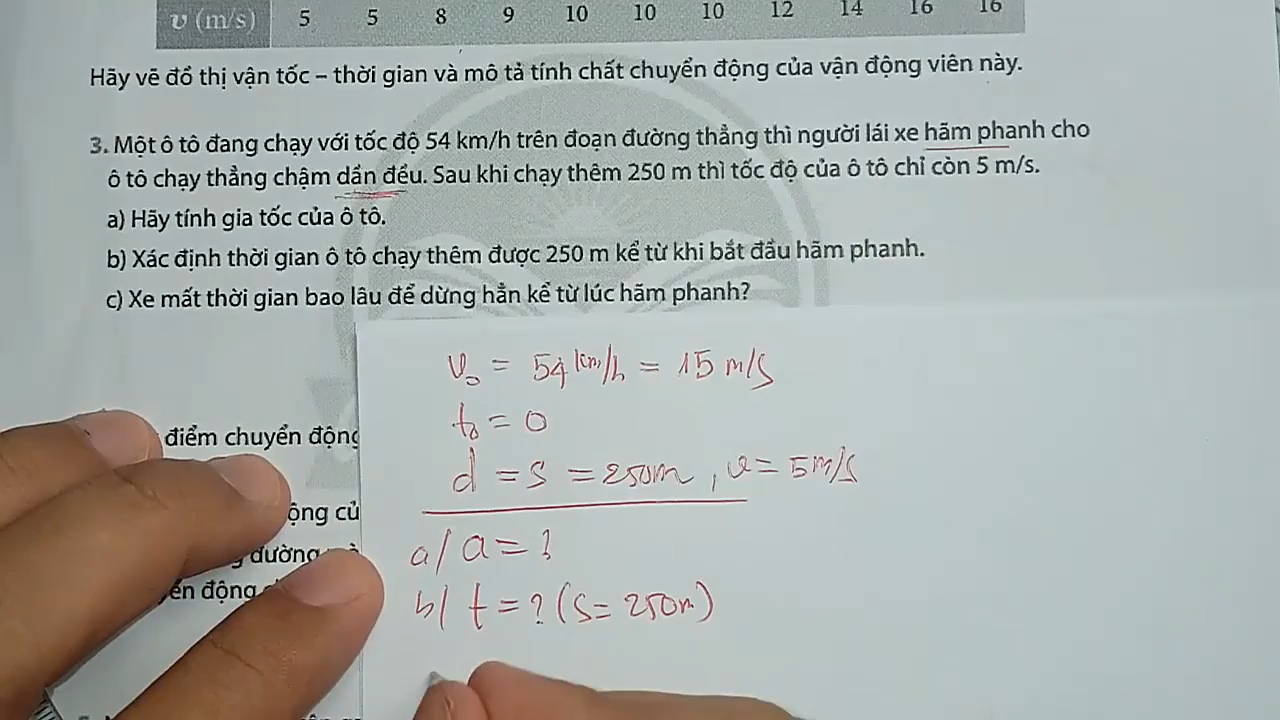 v (m/s) 5 5 8 9 10 10 10 12 14 16 16
Hãy vẽ đồ thị vận tốc – thời gian và mô tả tính chất chuyển động của vận động viên này.
3. Một ô tô đang chạy với tốc độ 54 km/h trên đoạn đường thẳng thì người lái xe hãm phanh cho
ô tô chạy thẳng chậm dần đều. Sau khi chạy thêm 250 m thì tốc độ của ô tô chỉ còn 5 m/s.
a) Hãy tính gia tốc của ô tô.
b) Xác định thời gian ô tô chạy thêm được 250 m kể từ khi bắt đầu hãm phanh.
c) Xe mất thời gian bao lâu để dừng hẳn kể từ lúc hãm phanh?
v₀ = 54 km/h = 15 m/s
t₀ = 0
điểm chuyển động
d = s = 250m, v = 5m/s
ộng củ
a/ a = ?
đường
ển động
b/ t = ? (s = 250m)